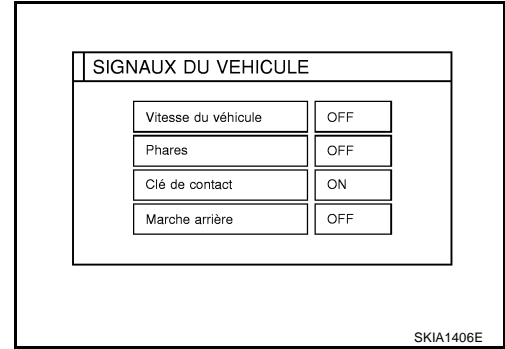 SIGNAUX DU VEHICULE
Vitesse du véhicule OFF
Phares OFF
Clé de contact ON
Marche arrière OFF
SKIA1406E